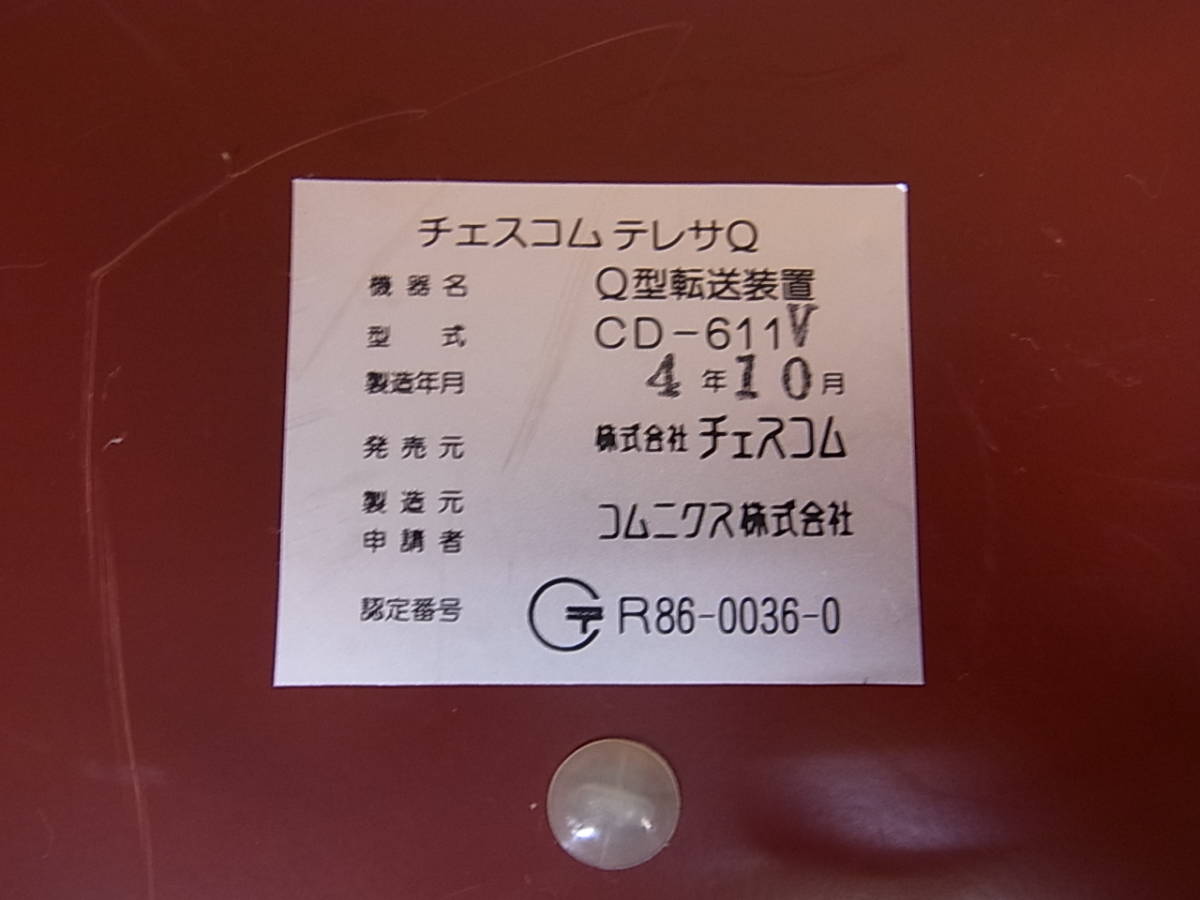 チェスコム テレサQ
機器名 Q型転送装置
型式 CD-611V
製造年月 4年10月
発売元 株式会社チェスコム
製造元
申請者 コムニクス株式会社
認定番号 〒 R86-0036-0